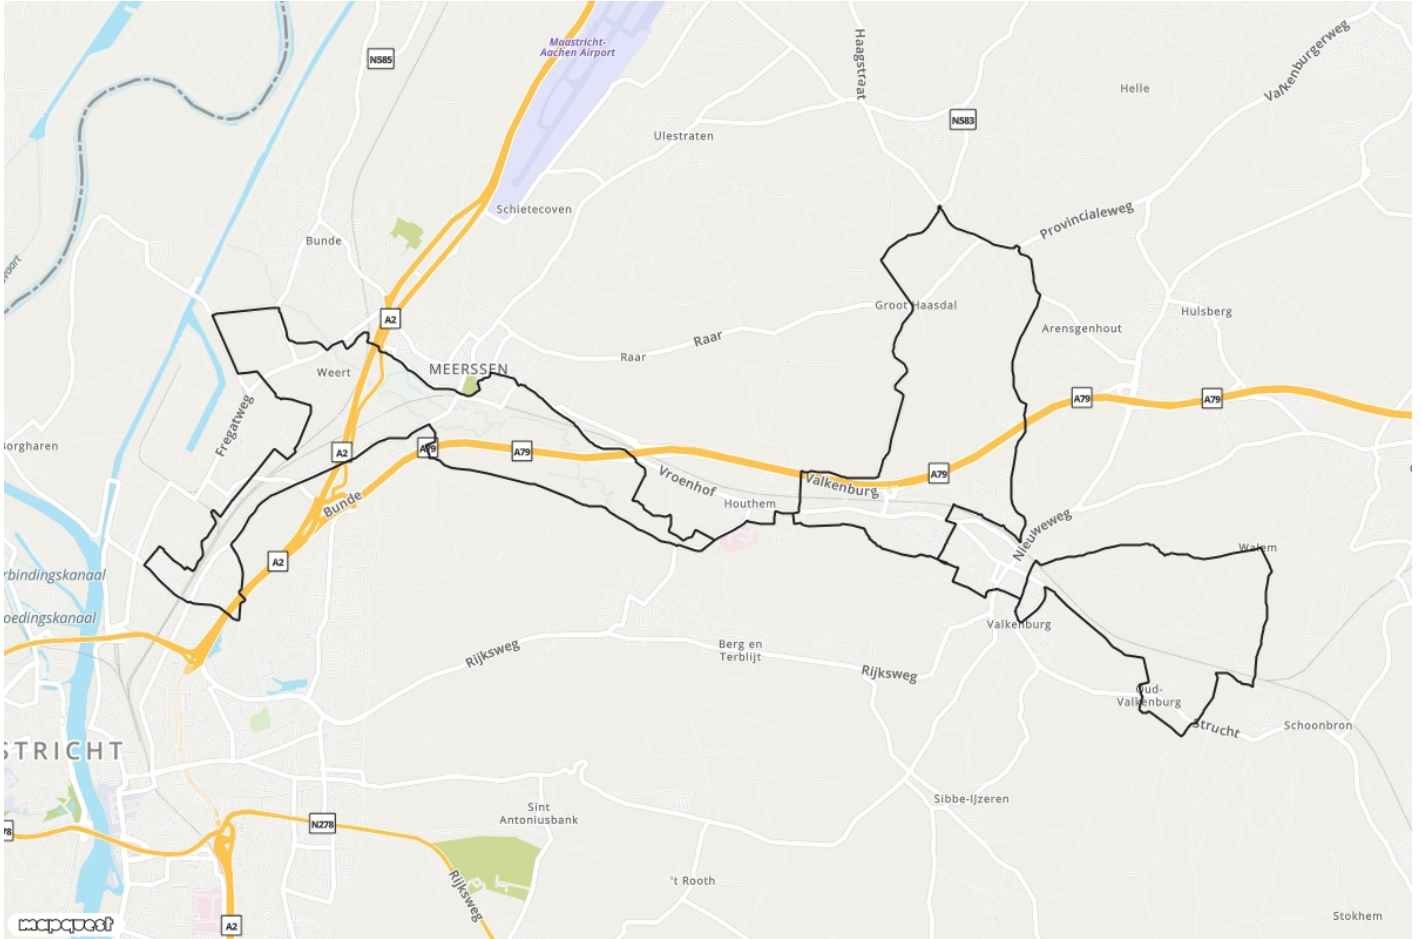 Maastricht-
Aachen Airport
N585
Haagstraat
Valkenburgerweg
Helle
N583
Ulestraten
Schietecoven
Provincialeweg
Bunde
vaart
Groot Haasdal
Hulsberg
A2
Arensgenhout
Raar
Raar
MEERSSEN
Weert
A79
A79
Fregatweg
Borgharen
A2
A79
A79
A79
Vroenhof
Valkenburg
Houthem
Bunde
Nieuweweg
Walem
A2
rbindingskanaal
oedingskanaal
Valkenburg
Rijksweg
Berg en
Terblijt
Rijksweg
Oud-
Valkenburg
Strucht
Schoonbron
STRICHT
Sibbe-IJzeren
Sint
Antoniusbank
N278
78
't Rooth
Rijksweg
Stokhem
A2
mapquest